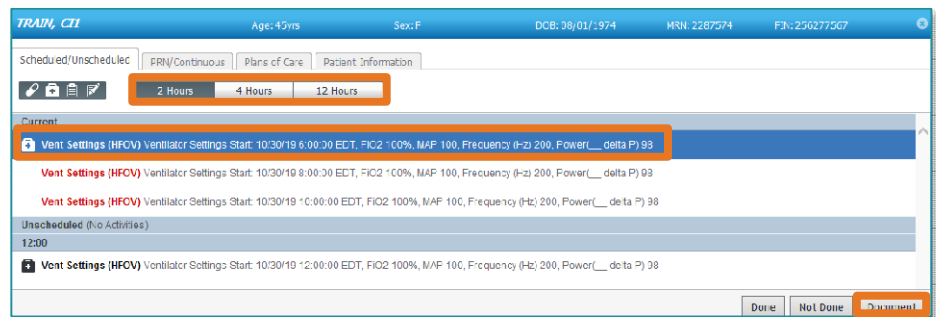 TRAIN, CIS Age: 45yrs Sex: F DOB: 08/01/1974 MRN: 2287574 FIN: 256277567
Scheduled/Unscheduled PRN/Continuous Plans of Care Patient Information
2 Hours 4 Hours 12 Hours
Current
Vent Settings (HFOV) Ventilator Settings Start: 10/30/19 6:00:00 EDT, FiO2 100%, MAP 100, Frequency (Hz) 200, Power(__ delta P) 98
Vent Settings (HFOV) Ventilator Settings Start: 10/30/19 8:00:00 EDT, FiO2 100%, MAP 100, Frequency (Hz) 200, Power(__ delta P) 98
Vent Settings (HFOV) Ventilator Settings Start: 10/30/19 10:00:00 EDT, FiO2 100%, MAP 100, Frequency (Hz) 200, Power(__ delta P) 98
Unscheduled (No Activities)
12:00
Vent Settings (HFOV) Ventilator Settings Start: 10/30/19 12:00:00 EDT, FiO2 100%, MAP 100, Frequency (Hz) 200, Power(__ delta P) 98
Done Not Done Document